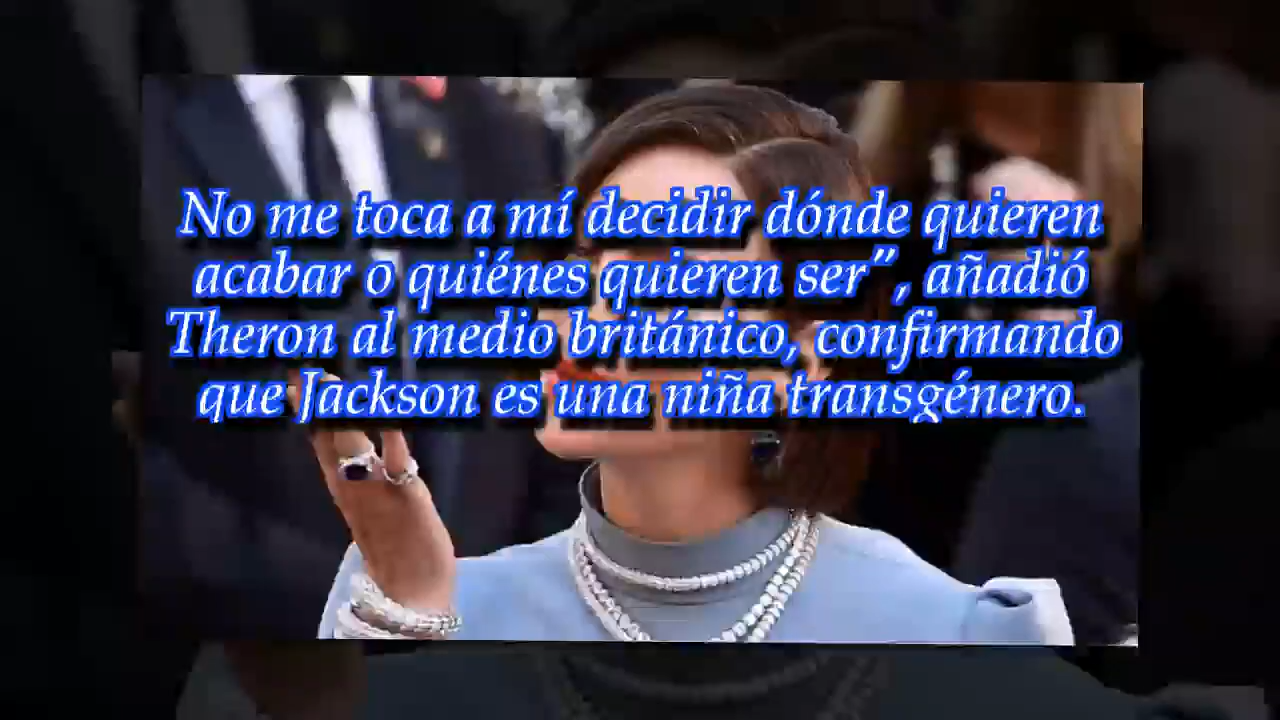 No me toca a mí decidir dónde quieren
acabar o quiénes quieren ser”, añadió
Theron al medio británico, confirmando
que Jackson es una niña transgénero.